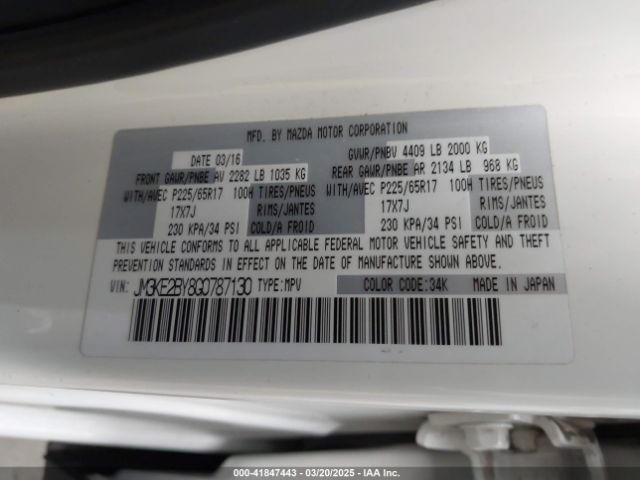 MFD. BY MAZDA MOTOR CORPORATION
DATE 03/16 GVWR/PNBV 4409 LB 2000 KG
FRONT GAWR/PNBE AV 2282 LB 1035 KG REAR GAWR/PNBE AR 2134 LB 968 KG
WITH/AVEC P225/65R17 100H TIRES/PNEUS WITH/AVEC P225/65R17 100H TIRES/PNEUS
17X7J RIMS/JANTES 17X7J RIMS/JANTES
230 KPA/34 PSI COLD/A FROID 230 KPA/34 PSI COLD/A FROID
THIS VEHICLE CONFORMS TO ALL APPLICABLE FEDERAL MOTOR VEHICLE SAFETY AND THEFT
PREVENTION STANDARDS IN EFFECT ON THE DATE OF MANUFACTURE SHOWN ABOVE.
VIN: JM3KE2BY8G0787130 TYPE:MPV COLOR CODE:34K MADE IN JAPAN
000-41847443 — 03/20/2025 — IAA Inc.